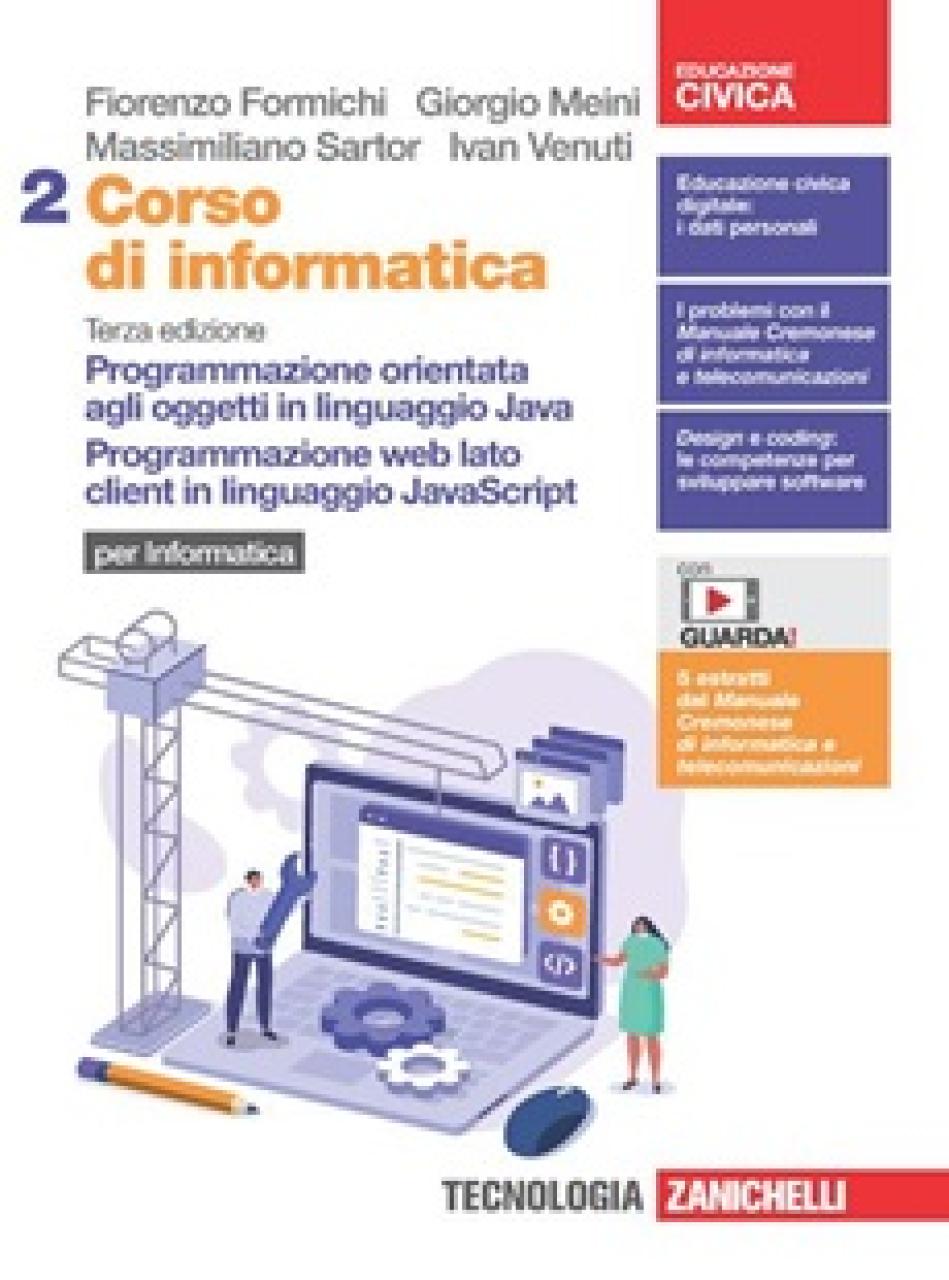 EDUCAZIONE
CIVICA
Fiorenzo Formichi Giorgio Meini
Massimiliano Sartor Ivan Venuti
2 Corso
di informatica
Terza edizione
Programmazione orientata
agli oggetti in linguaggio Java
Programmazione web lato
client in linguaggio JavaScript
per Informatica
Educazione civica
digitale:
i dati personali
I problemi con il
Manuale Cremonese
di informatica
e telecomunicazioni
Design e coding:
le competenze per
sviluppare software
con
GUARDA!
5 estratti
dal Manuale
Cremonese
di informatica e
telecomunicazioni
{ }
</>
TECNOLOGIA ZANICHELLI